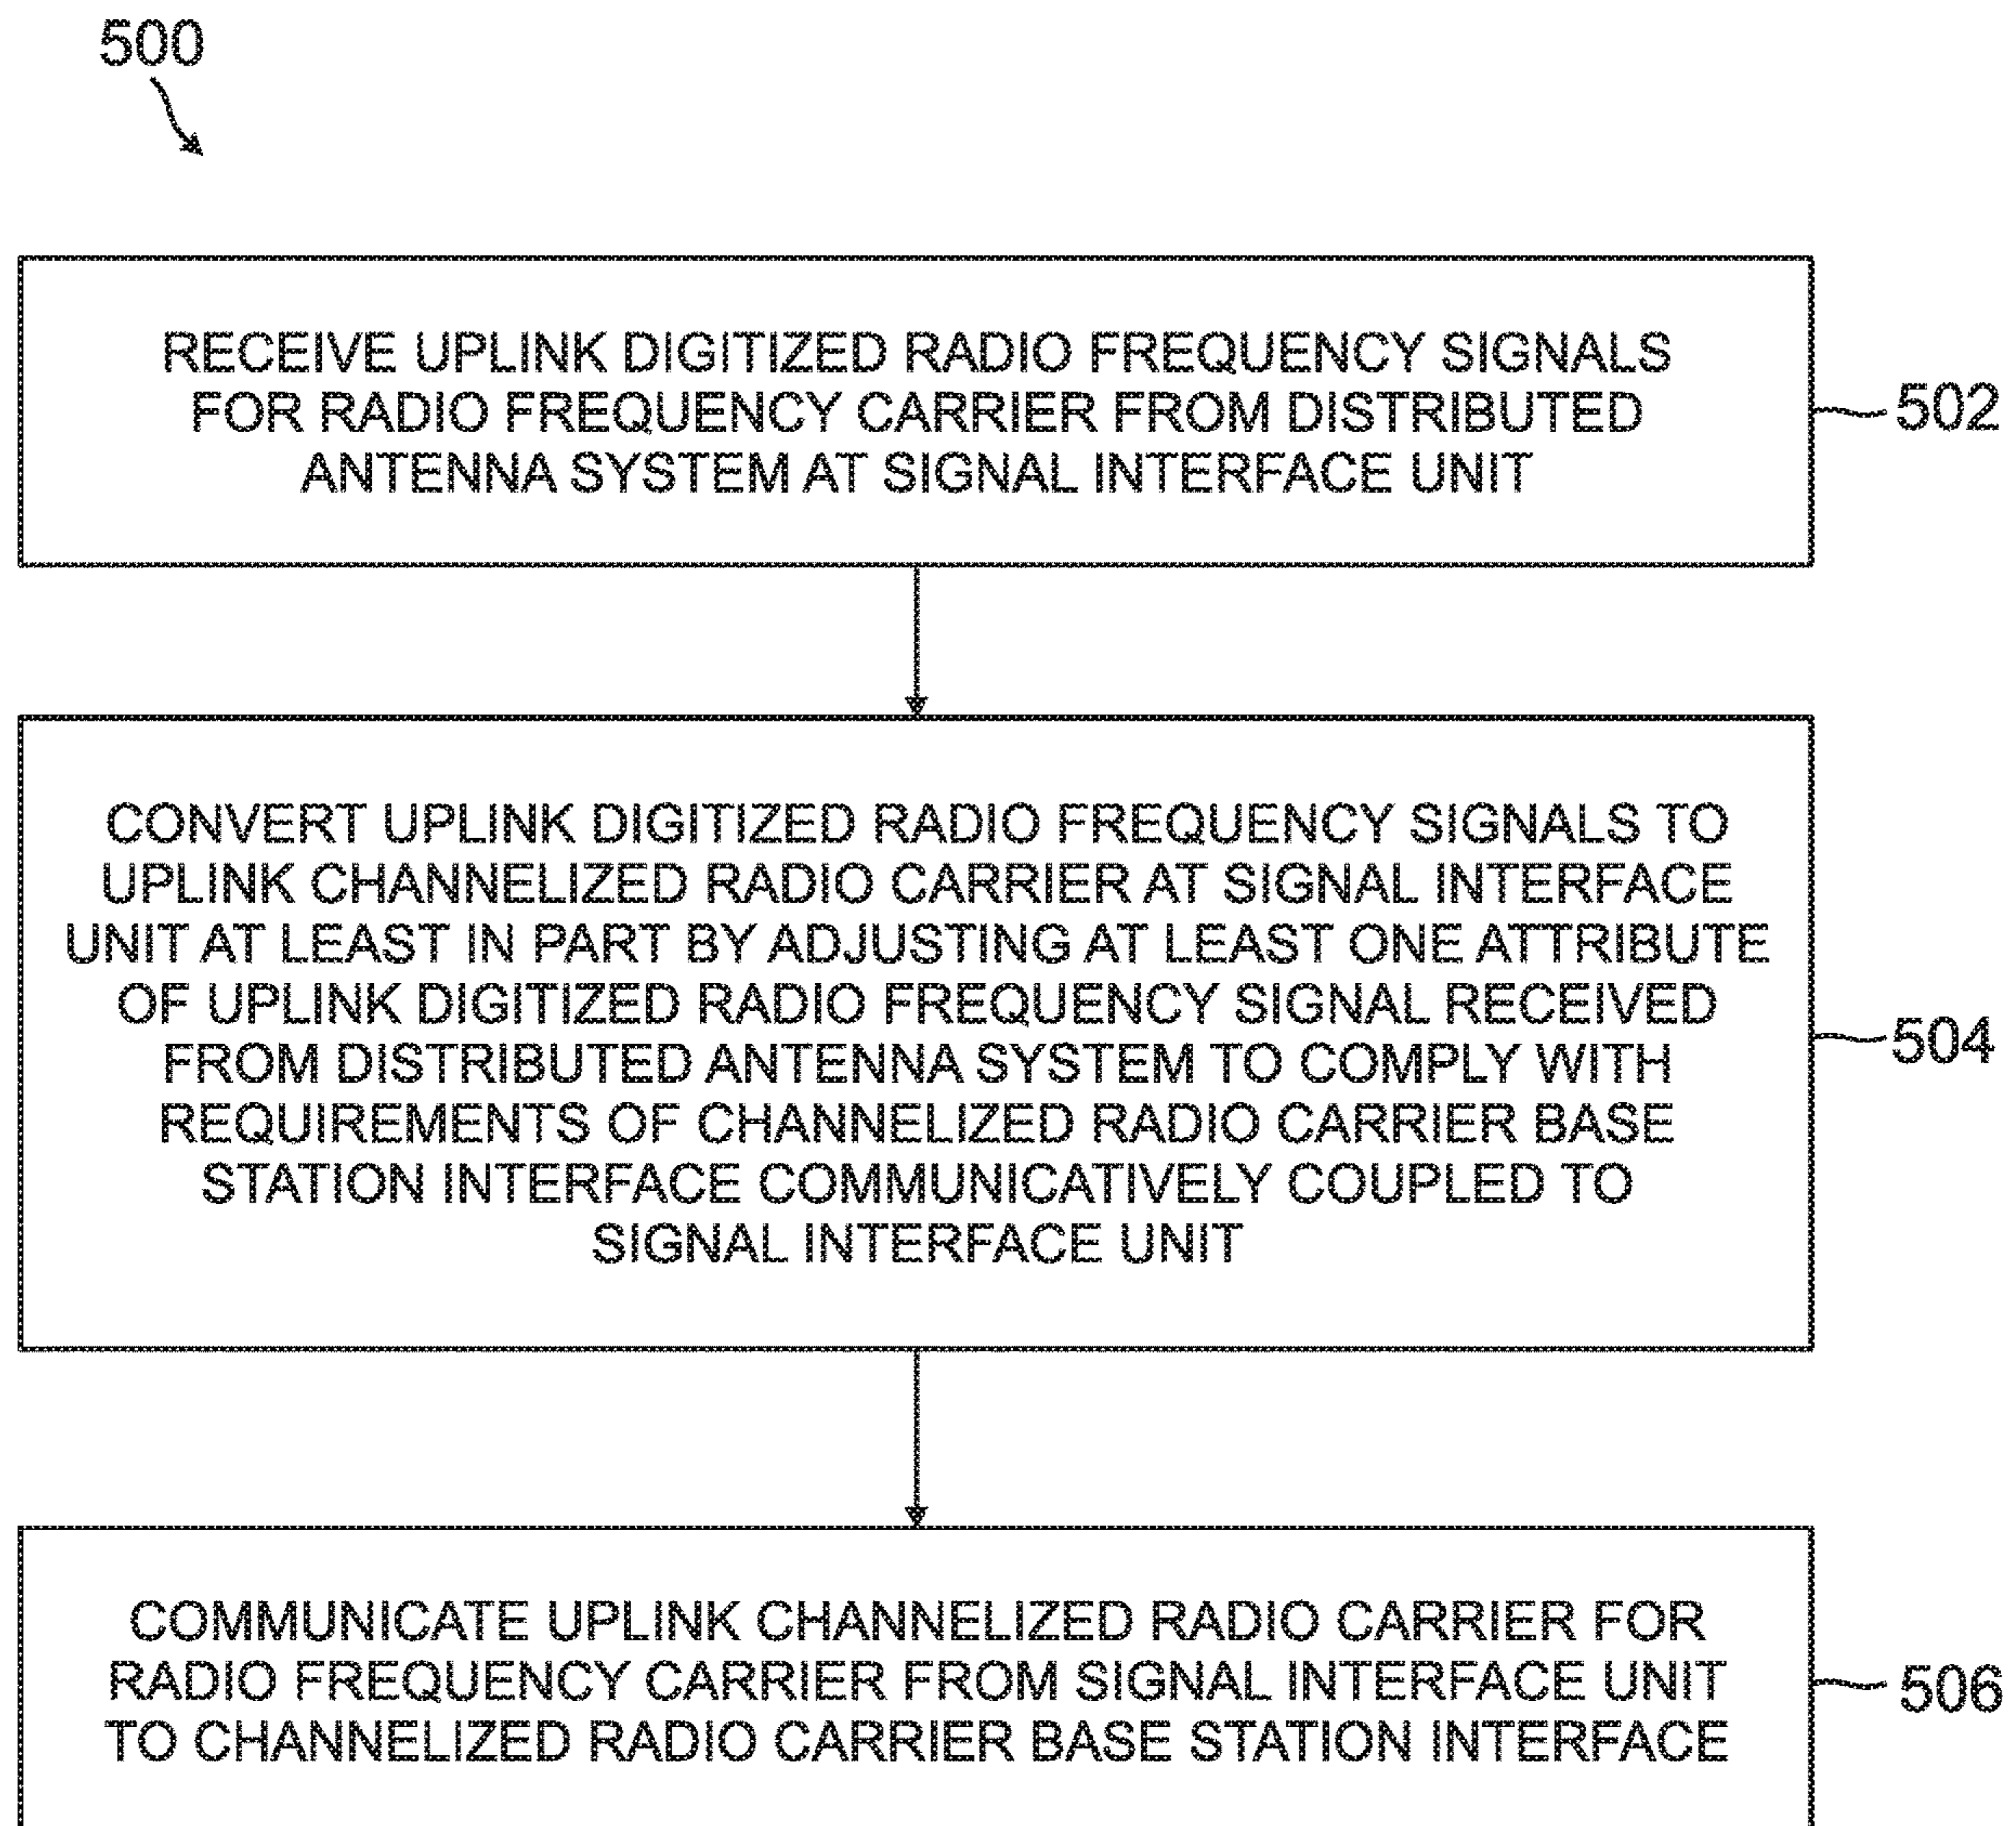 500
RECEIVE UPLINK DIGITIZED RADIO FREQUENCY SIGNALS
FOR RADIO FREQUENCY CARRIER FROM DISTRIBUTED
ANTENNA SYSTEM AT SIGNAL INTERFACE UNIT
502
CONVERT UPLINK DIGITIZED RADIO FREQUENCY SIGNALS TO
UPLINK CHANNELIZED RADIO CARRIER AT SIGNAL INTERFACE
UNIT AT LEAST IN PART BY ADJUSTING AT LEAST ONE ATTRIBUTE
OF UPLINK DIGITIZED RADIO FREQUENCY SIGNAL RECEIVED
FROM DISTRIBUTED ANTENNA SYSTEM TO COMPLY WITH
REQUIREMENTS OF CHANNELIZED RADIO CARRIER BASE
STATION INTERFACE COMMUNICATIVELY COUPLED TO
SIGNAL INTERFACE UNIT
504
COMMUNICATE UPLINK CHANNELIZED RADIO CARRIER FOR
RADIO FREQUENCY CARRIER FROM SIGNAL INTERFACE UNIT
TO CHANNELIZED RADIO CARRIER BASE STATION INTERFACE
506